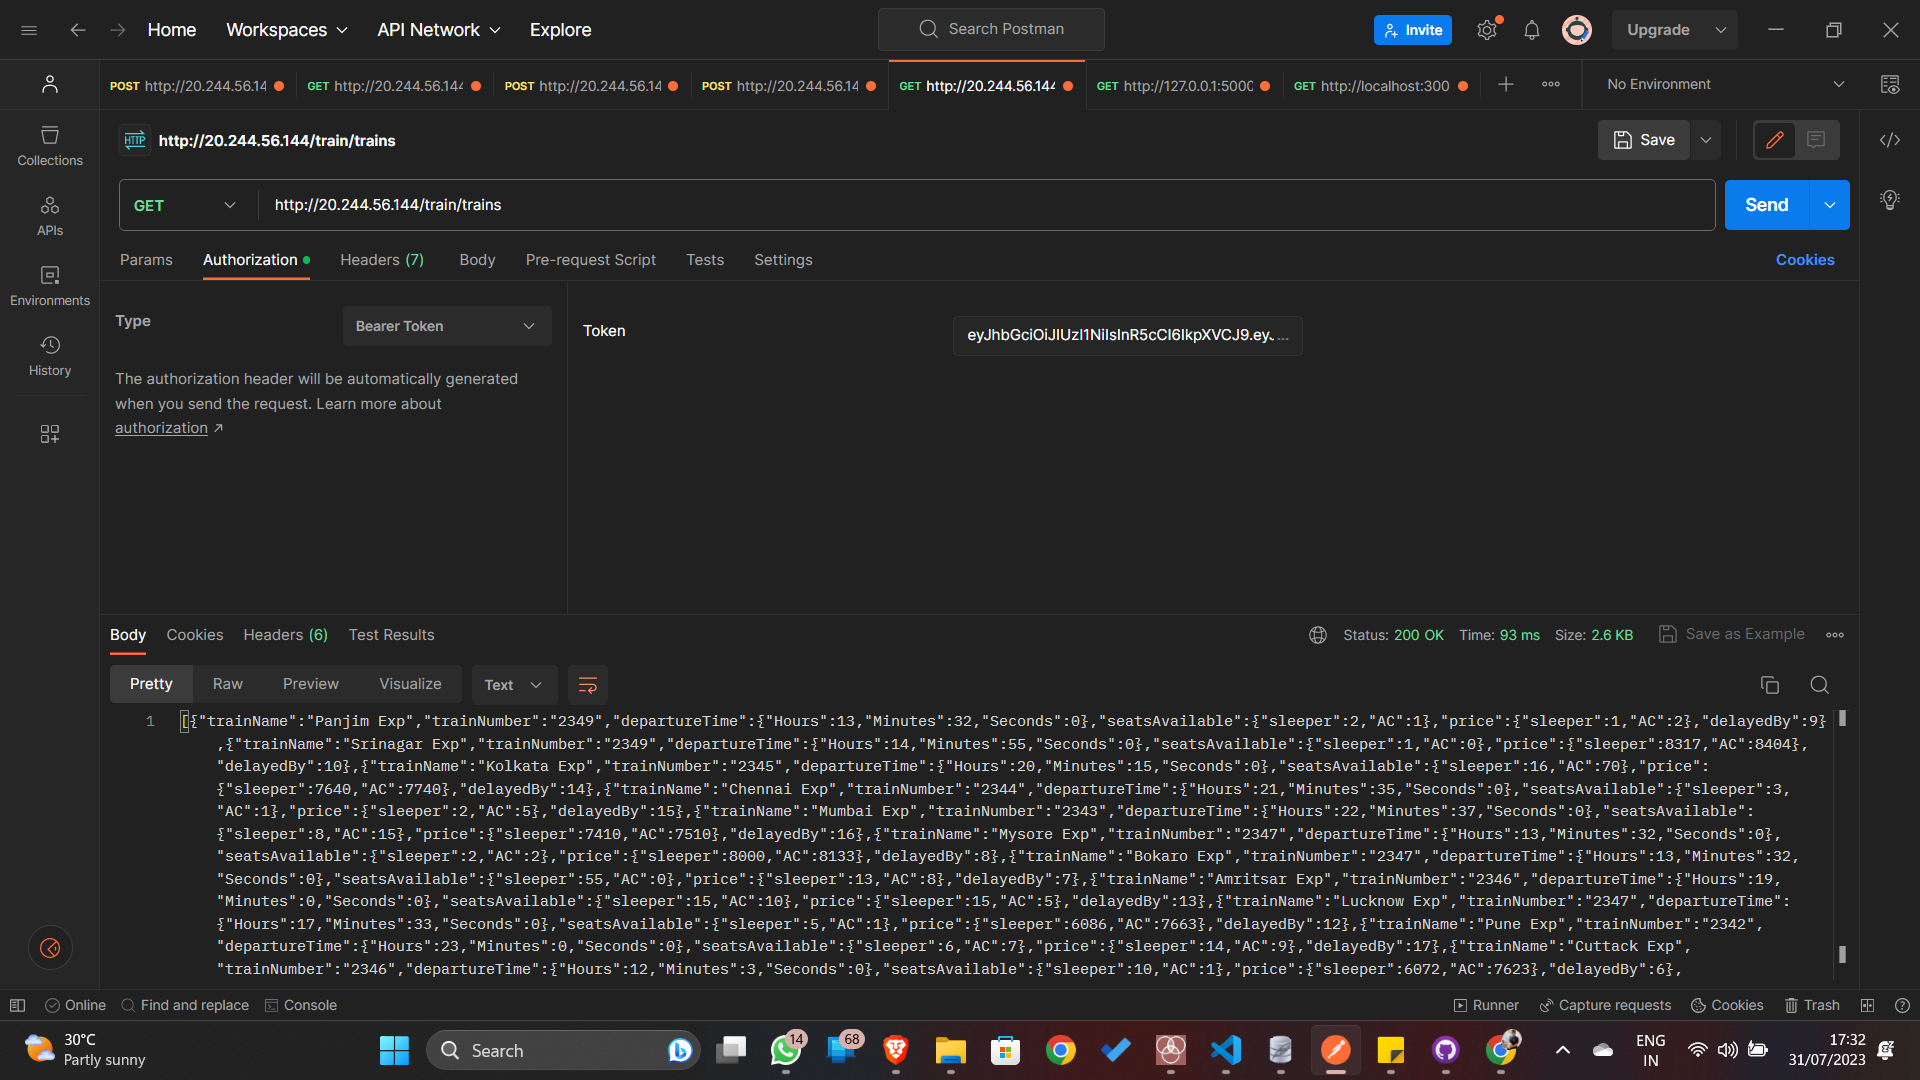 Home Workspaces API Network Explore Search Postman Invite Upgrade
POST http://20.244.56.14 GET http://20.244.56.144 POST http://20.244.56.14 POST http://20.244.56.14 GET http://20.244.56.144 GET http://127.0.0.1:5000 GET http://localhost:300 No Environment
HTTP http://20.244.56.144/train/trains Save
Collections
GET http://20.244.56.144/train/trains Send
APIs
Params Authorization Headers (7) Body Pre-request Script Tests Settings Cookies
Environments
Type Bearer Token Token eyJhbGciOiJIUzI1NiIsInR5cCI6IkpXVCJ9.eyJ ...
History
The authorization header will be automatically generated
when you send the request. Learn more about
authorization ↗
Body Cookies Headers (6) Test Results Status: 200 OK Time: 93 ms Size: 2.6 KB Save as Example
Pretty Raw Preview Visualize Text
1 [{"trainName":"Panjim Exp","trainNumber":"2349","departureTime":{"Hours":13,"Minutes":32,"Seconds":0},"seatsAvailable":{"sleeper":2,"AC":1},"price":{"sleeper":1,"AC":2},"delayedBy":9}
,{"trainName":"Srinagar Exp","trainNumber":"2349","departureTime":{"Hours":14,"Minutes":55,"Seconds":0},"seatsAvailable":{"sleeper":1,"AC":0},"price":{"sleeper":8317,"AC":8404},
"delayedBy":10},{"trainName":"Kolkata Exp","trainNumber":"2345","departureTime":{"Hours":20,"Minutes":15,"Seconds":0},"seatsAvailable":{"sleeper":16,"AC":70},"price":
{"sleeper":7640,"AC":7740},"delayedBy":14},{"trainName":"Chennai Exp","trainNumber":"2344","departureTime":{"Hours":21,"Minutes":35,"Seconds":0},"seatsAvailable":{"sleeper":3,
"AC":1},"price":{"sleeper":2,"AC":5},"delayedBy":15},{"trainName":"Mumbai Exp","trainNumber":"2343","departureTime":{"Hours":22,"Minutes":37,"Seconds":0},"seatsAvailable":
{"sleeper":8,"AC":15},"price":{"sleeper":7410,"AC":7510},"delayedBy":16},{"trainName":"Mysore Exp","trainNumber":"2347","departureTime":{"Hours":13,"Minutes":32,"Seconds":0},
"seatsAvailable":{"sleeper":2,"AC":2},"price":{"sleeper":8000,"AC":8133},"delayedBy":8},{"trainName":"Bokaro Exp","trainNumber":"2347","departureTime":{"Hours":13,"Minutes":32,
"Seconds":0},"seatsAvailable":{"sleeper":55,"AC":0},"price":{"sleeper":13,"AC":8},"delayedBy":7},{"trainName":"Amritsar Exp","trainNumber":"2346","departureTime":{"Hours":19,
"Minutes":0,"Seconds":0},"seatsAvailable":{"sleeper":15,"AC":10},"price":{"sleeper":15,"AC":5},"delayedBy":13},{"trainName":"Lucknow Exp","trainNumber":"2347","departureTime":
{"Hours":17,"Minutes":33,"Seconds":0},"seatsAvailable":{"sleeper":5,"AC":1},"price":{"sleeper":6086,"AC":7663},"delayedBy":12},{"trainName":"Pune Exp","trainNumber":"2342",
"departureTime":{"Hours":23,"Minutes":0,"Seconds":0},"seatsAvailable":{"sleeper":6,"AC":7},"price":{"sleeper":14,"AC":9},"delayedBy":17},{"trainName":"Cuttack Exp",
"trainNumber":"2346","departureTime":{"Hours":12,"Minutes":3,"Seconds":0},"seatsAvailable":{"sleeper":10,"AC":1},"price":{"sleeper":6072,"AC":7623},"delayedBy":6},
Online Find and replace Console Runner Capture requests Cookies Trash
30°C
Partly sunny
Search 14 68
ENG
IN
17:32
31/07/2023